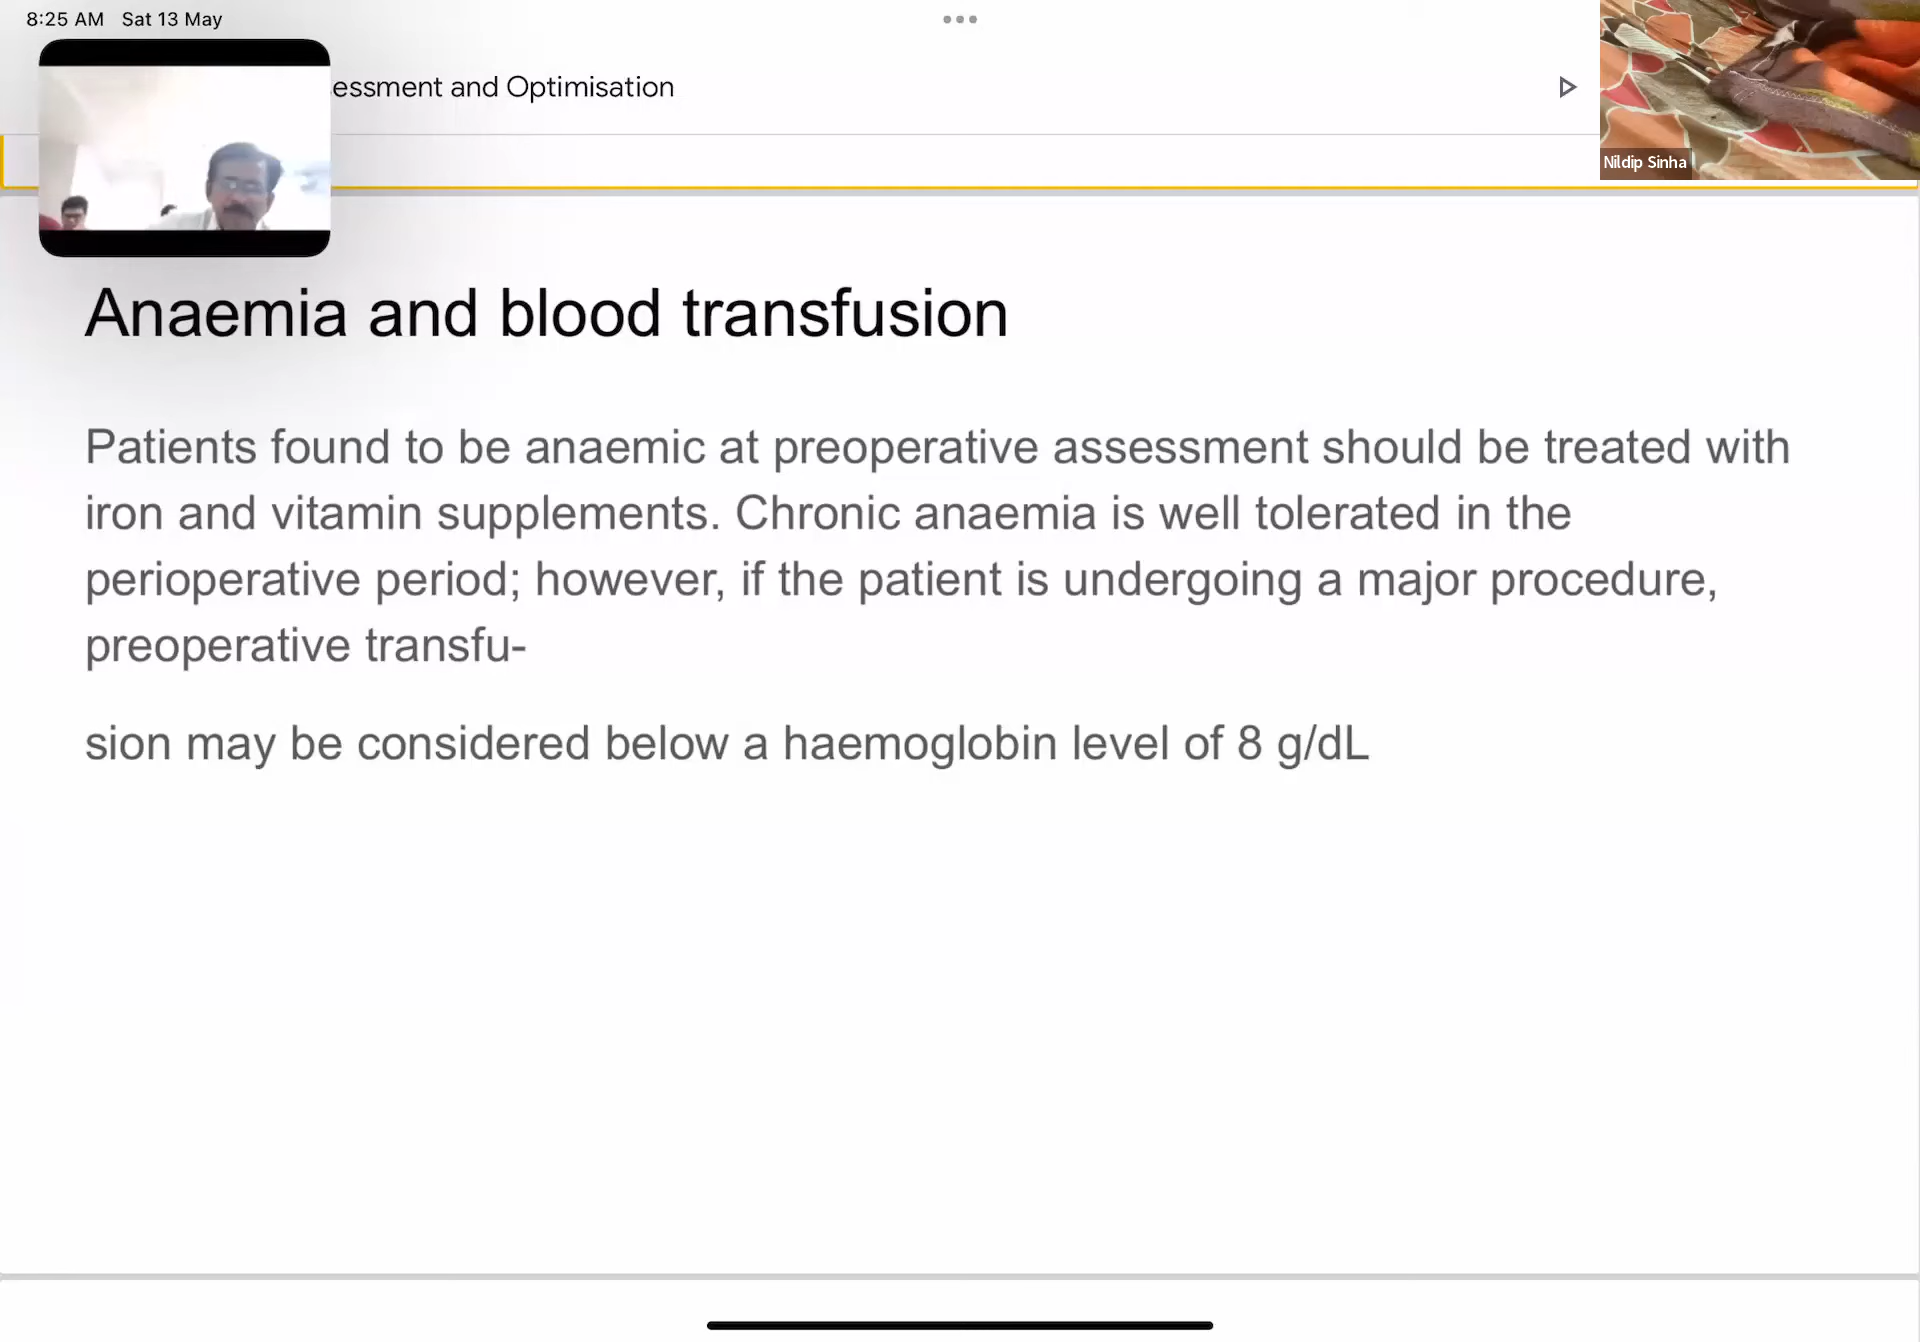 8:25 AM Sat 13 May
essment and Optimisation
Nildip Sinha
Anaemia and blood transfusion
Patients found to be anaemic at preoperative assessment should be treated with
iron and vitamin supplements. Chronic anaemia is well tolerated in the
perioperative period; however, if the patient is undergoing a major procedure,
preoperative transfu-
sion may be considered below a haemoglobin level of 8 g/dL